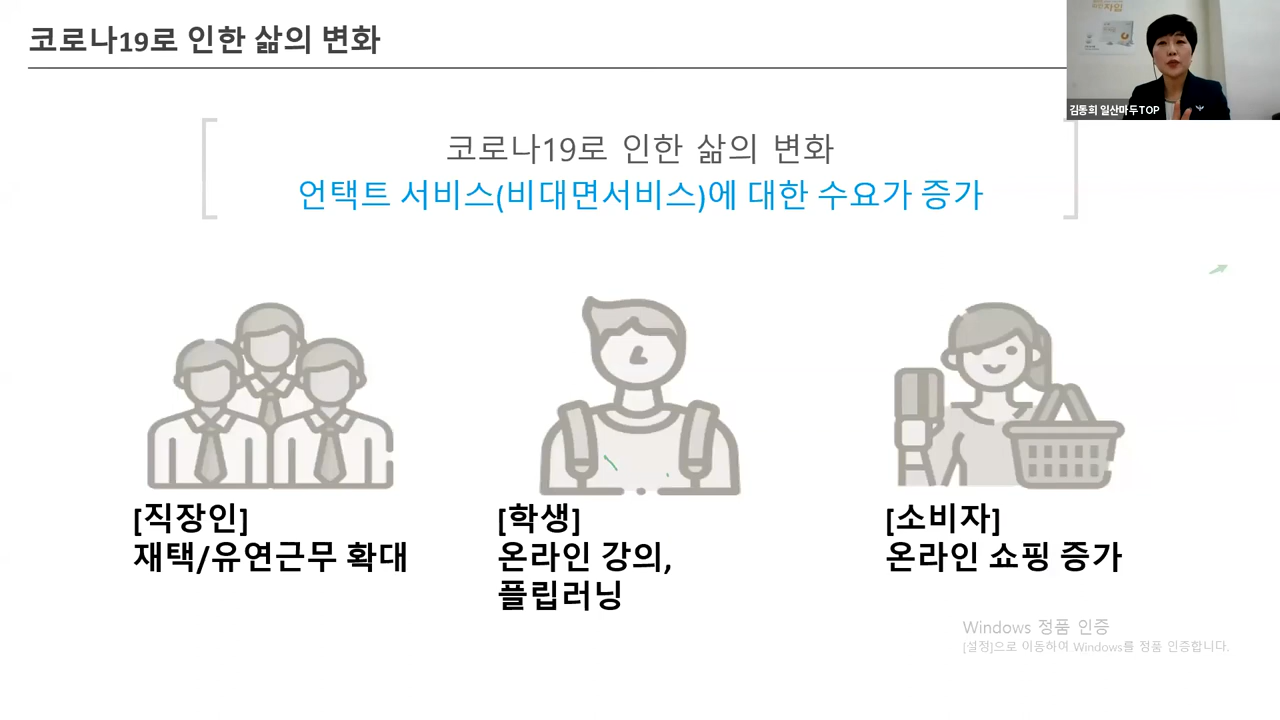 코로나19로 인한 삶의 변화
자임
김동희 일산마두TOP
코로나19로 인한 삶의 변화
언택트 서비스(비대면서비스)에 대한 수요가 증가
[직장인]
재택/유연근무 확대
[학생]
온라인 강의,
플립러닝
[소비자]
온라인 쇼핑 증가
Windows 정품 인증
[설정]으로 이동하여 Windows를 정품 인증합니다.